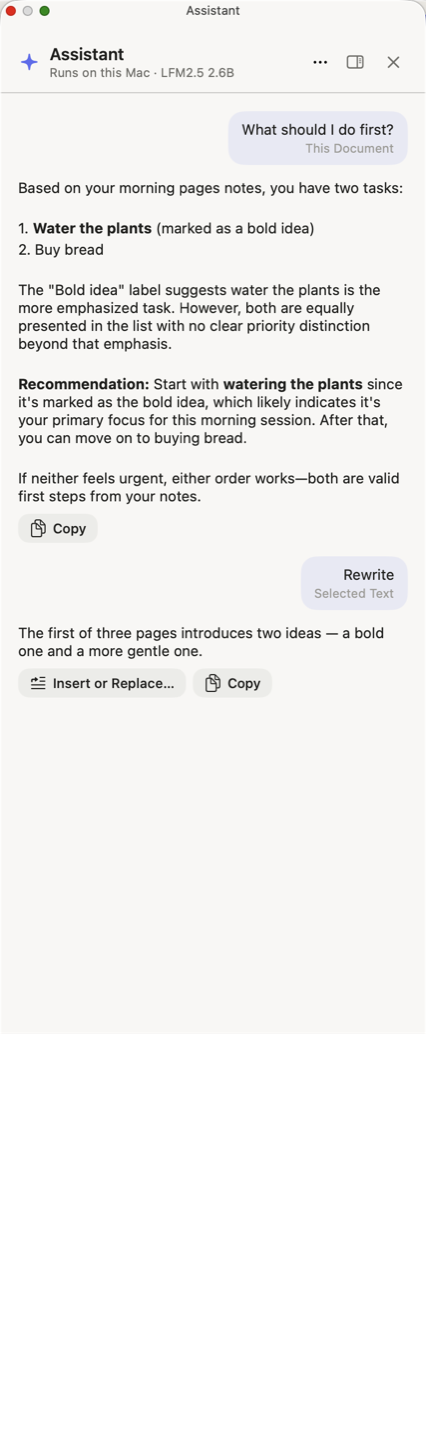 Assistant
Assistant
Runs on this Mac · LFM2.5 2.6B
What should I do first?
This Document
Based on your morning pages notes, you have two tasks:
1. Water the plants (marked as a bold idea)
2. Buy bread
The "Bold idea" label suggests water the plants is the
more emphasized task. However, both are equally
presented in the list with no clear priority distinction
beyond that emphasis.
Recommendation: Start with watering the plants since
it's marked as the bold idea, which likely indicates it's
your primary focus for this morning session. After that,
you can move on to buying bread.
If neither feels urgent, either order works—both are valid
first steps from your notes.
Copy
Rewrite
Selected Text
The first of three pages introduces two ideas — a bold
one and a more gentle one.
Insert or Replace... Copy